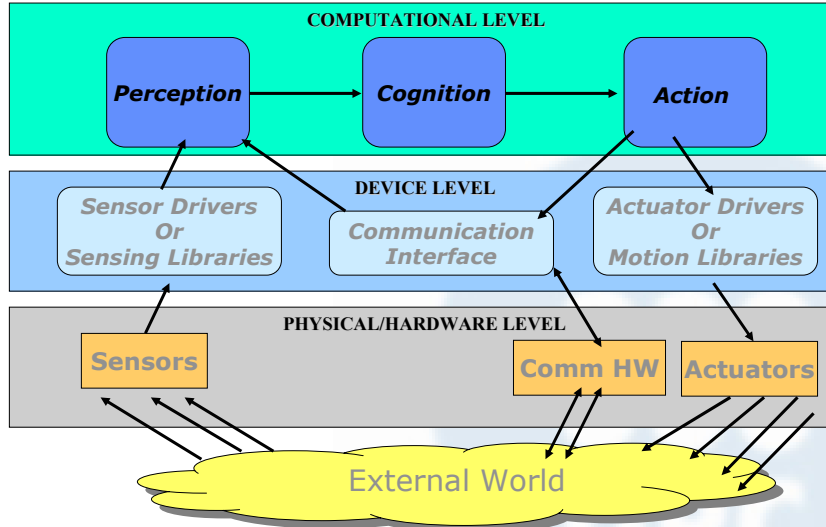 COMPUTATIONAL LEVEL
Perception
Cognition
Action
DEVICE LEVEL
Sensor Drivers
Or
Sensing Libraries
Communication
Interface
Actuator Drivers
Or
Motion Libraries
PHYSICAL/HARDWARE LEVEL
Sensors
Comm HW
Actuators
External World